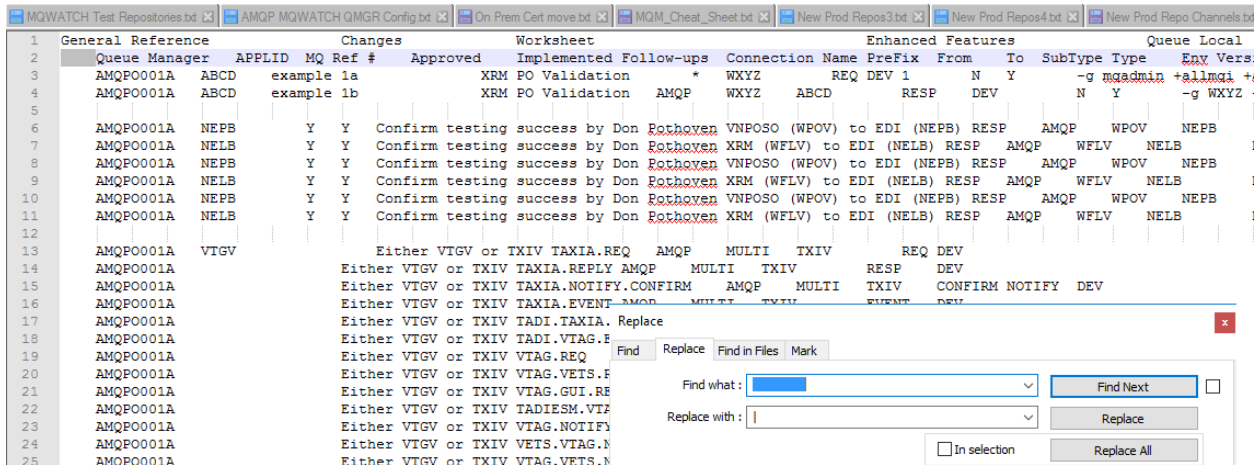 MQWATCH Test Repositories.txt AMQP MQWATCH QMGR Config.txt On Prem Cert move.txt MQM_Cheat_Sheet.txt New Prod Repos3.txt New Prod Repos4.txt New Prod Repo Channels.txt
1 General Reference Changes Worksheet Enhanced Features Queue Local
2 Queue Manager APPLID MQ Ref # Approved Implemented Follow-ups Connection Name PreFix From To SubType Type Env Versi
3 AMQPO001A ABCD example 1a XRM PO Validation * WXYZ REQ DEV 1 N Y -g mqadmin +allmqi +a
4 AMQPO001A ABCD example 1b XRM PO Validation AMQP WXYZ ABCD RESP DEV N Y -g WXYZ -
5
6 AMQPO001A NEPB Y Y Confirm testing success by Don Pothoven VNPOSO (WPOV) to EDI (NEPB) RESP AMQP WPOV NEPB
7 AMQPO001A NELB Y Y Confirm testing success by Don Pothoven XRM (WFLV) to EDI (NELB) RESP AMQP WFLV NELB
8 AMQPO001A NEPB Y Y Confirm testing success by Don Pothoven VNPOSO (WPOV) to EDI (NEPB) RESP AMQP WPOV NEPB
9 AMQPO001A NELB Y Y Confirm testing success by Don Pothoven XRM (WFLV) to EDI (NELB) RESP AMQP WFLV NELB
10 AMQPO001A NEPB Y Y Confirm testing success by Don Pothoven VNPOSO (WPOV) to EDI (NEPB) RESP AMQP WPOV NEPB
11 AMQPO001A NELB Y Y Confirm testing success by Don Pothoven XRM (WFLV) to EDI (NELB) RESP AMQP WFLV NELB
12
13 AMQPO001A VTGV Either VTGV or TXIV TAXIA.REQ AMQP MULTI TXIV REQ DEV
14 AMQPO001A Either VTGV or TXIV TAXIA.REPLY AMQP MULTI TXIV RESP DEV
15 AMQPO001A Either VTGV or TXIV TAXIA.NOTIFY.CONFIRM AMQP MULTI TXIV CONFIRM NOTIFY DEV
16 AMQPO001A Either VTGV or TXIV TAXIA.EVENT AMQP MULTI TXIV EVENT DEV
17 AMQPO001A Either VTGV or TXIV TADI.TAXIA.
18 AMQPO001A Either VTGV or TXIV TADI.VTAG.
19 AMQPO001A Either VTGV or TXIV VTAG.REQ
20 AMQPO001A Either VTGV or TXIV VTAG.VETS.
21 AMQPO001A Either VTGV or TXIV VTAG.GUI.RE
22 AMQPO001A Either VTGV or TXIV TADIESM.VTA
23 AMQPO001A Either VTGV or TXIV VTAG.NOTIFY
24 AMQPO001A Either VTGV or TXIV VETS.VTAG.
25 AMQPO001A Either VTGV or TXIV VTAG.VETS.
Replace
Find Replace Find in Files Mark
Find what : Find Next
Replace with : Replace
In selection Replace All